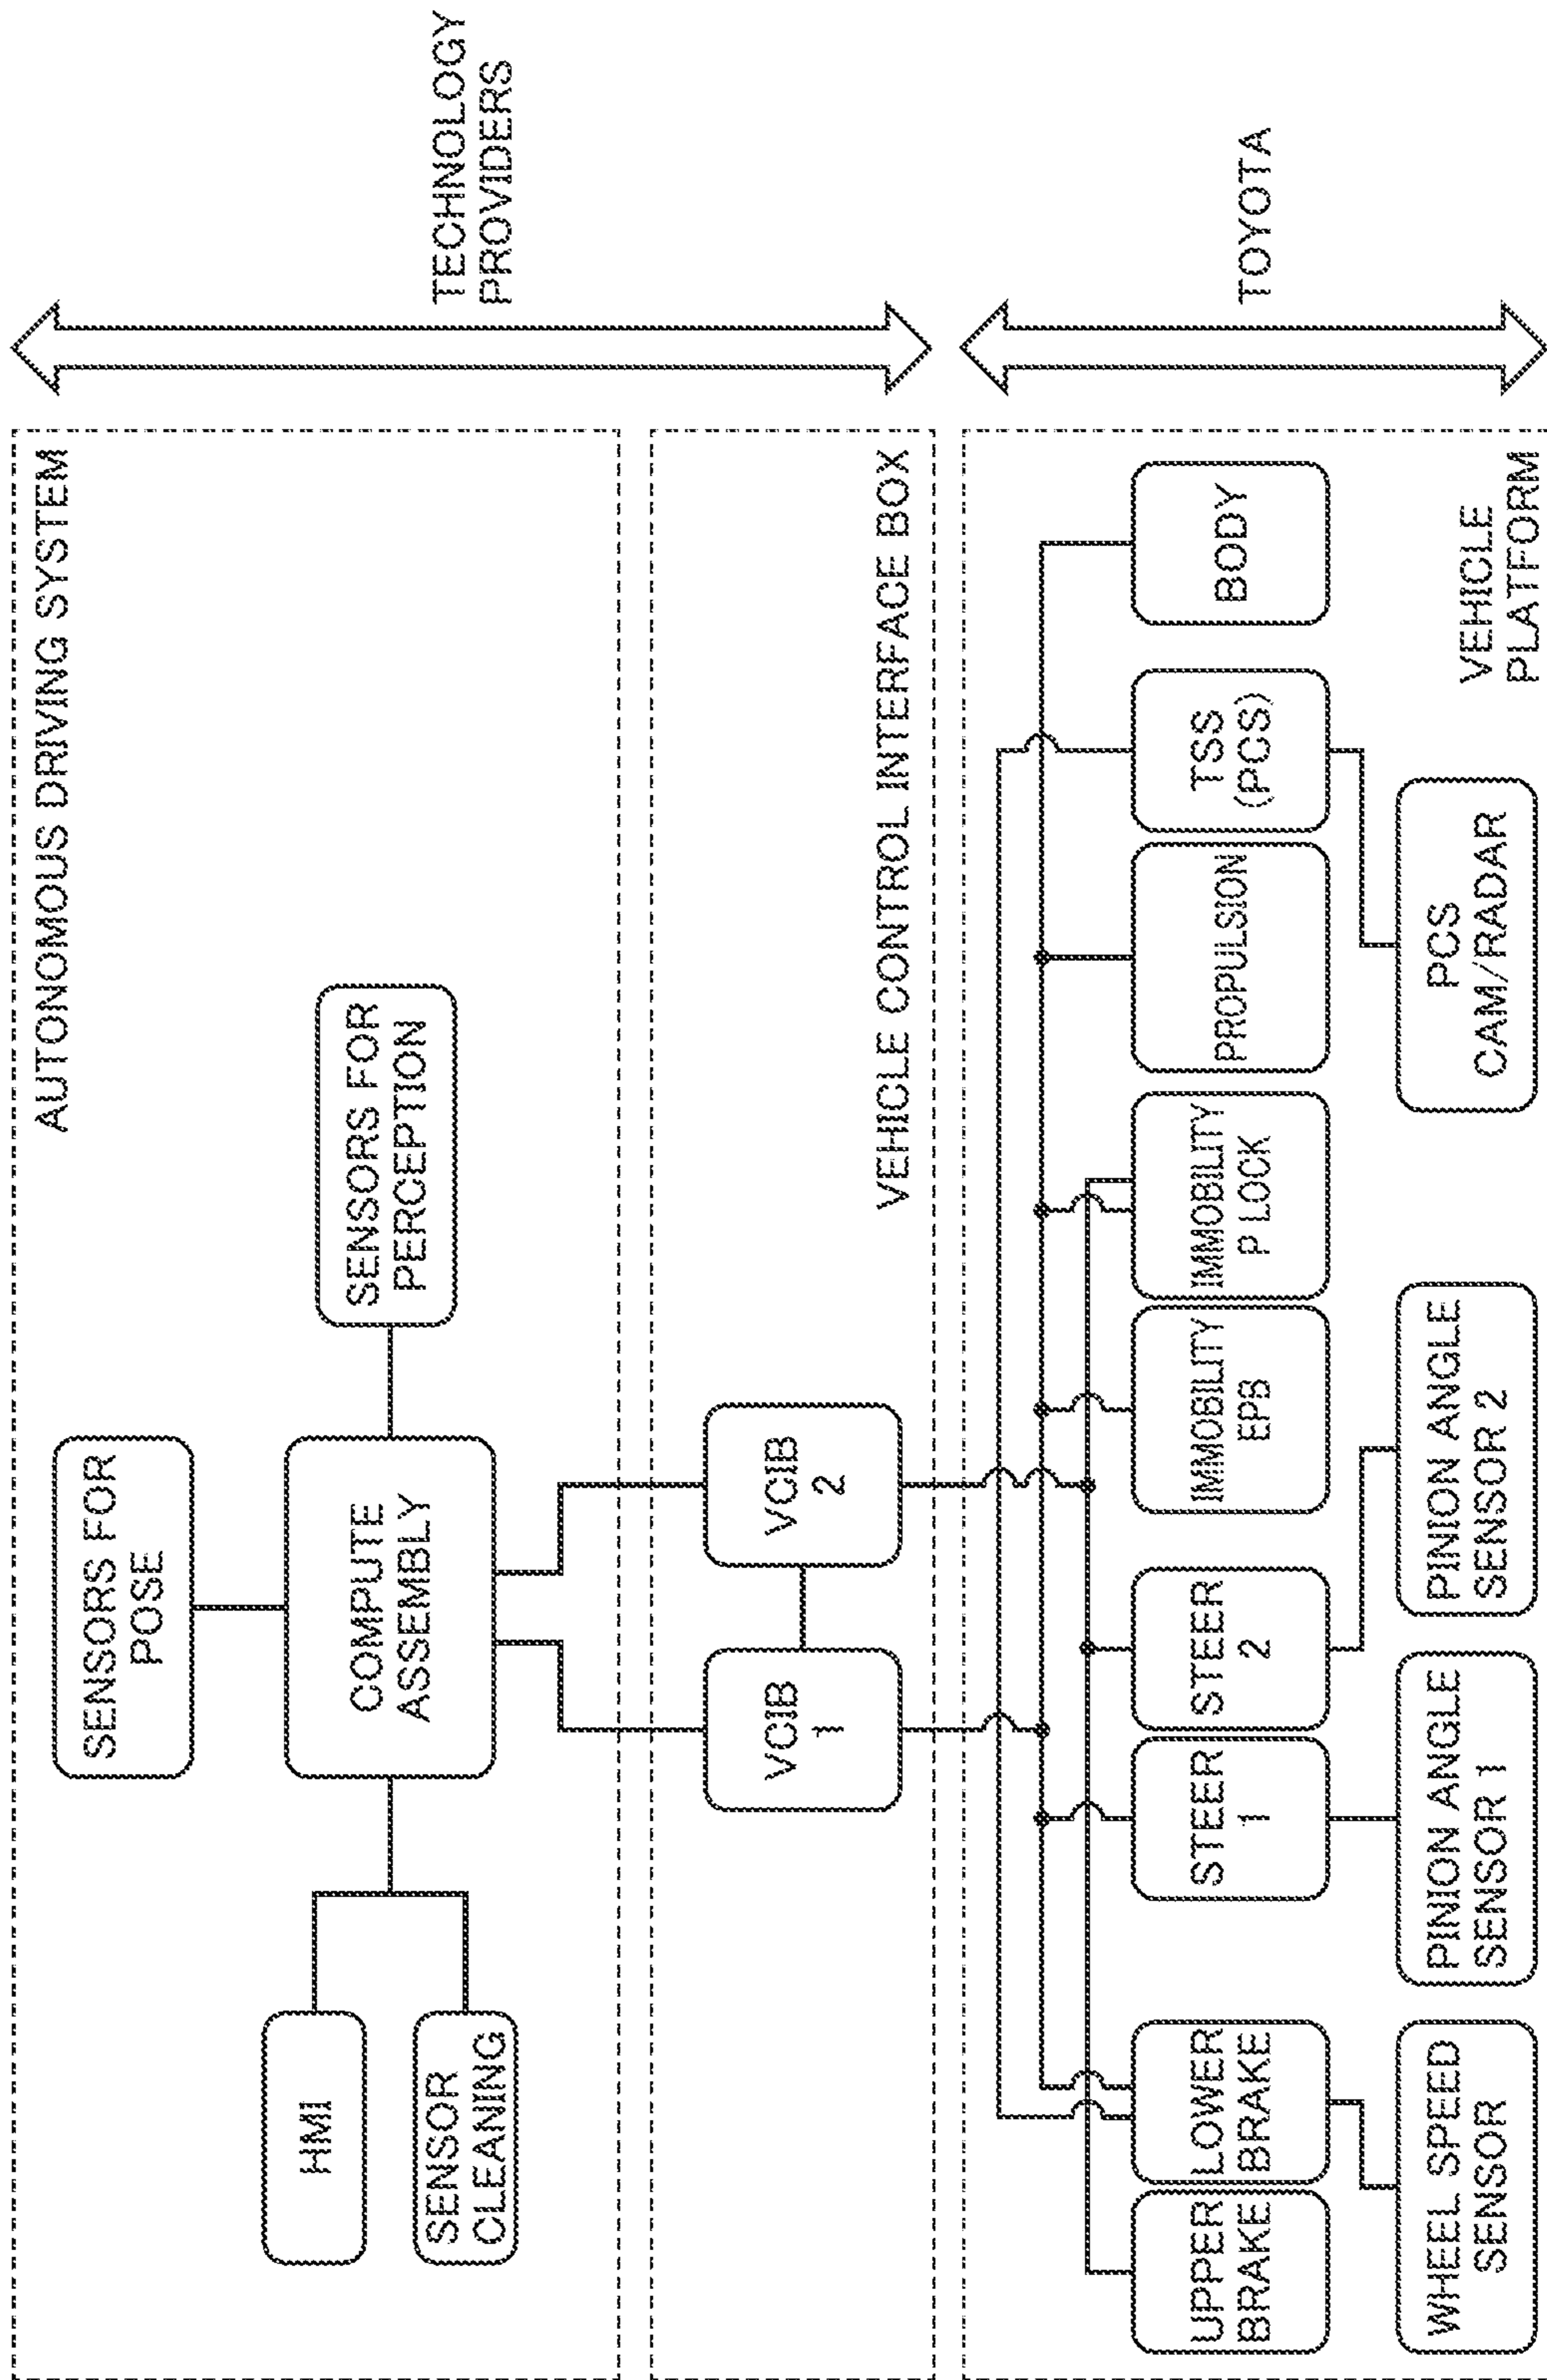 AUTONOMOUS DRIVING SYSTEM
SENSORS FOR
POSE
HMI
SENSOR
CLEANING
COMPUTE
ASSEMBLY
SENSORS FOR
PERCEPTION
TECHNOLOGY
PROVIDERS
VCIB
1
VCIB
2
VEHICLE CONTROL INTERFACE BOX
UPPER
BRAKE
LOWER
BRAKE
STEER
1
STEER
2
IMMOBILITY
EPB
IMMOBILITY
P LOCK
PROPULSION
TSS
(PCS)
BODY
TOYOTA
WHEEL SPEED
SENSOR
PINION ANGLE
SENSOR 1
PINION ANGLE
SENSOR 2
PCS
CAM/RADAR
VEHICLE
PLATFORM